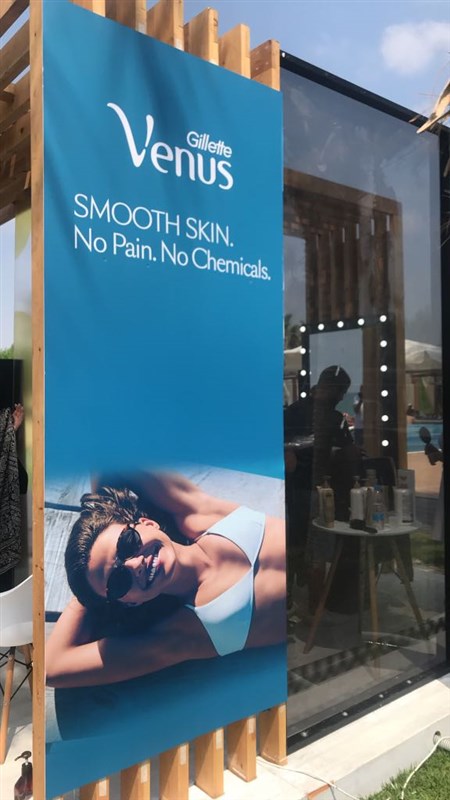 Gillette
Venus
SMOOTH SKIN.
No Pain. No Chemicals.